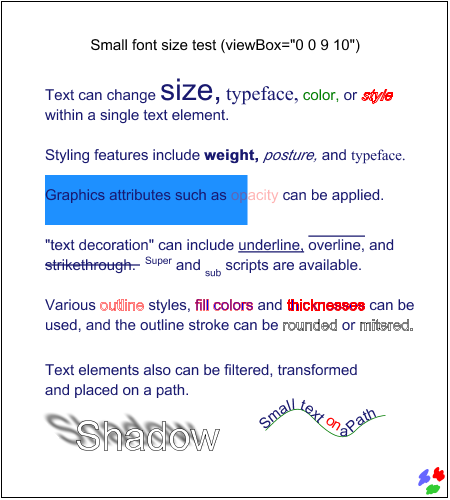 Small font size test (viewBox="0 0 9 10")
Text can change size, typeface, color, or style
within a single text element.
Styling features include weight, posture, and typeface.
Graphics attributes such as opacity can be applied.
"text decoration" can include underline, overline, and
strikethrough. Super and sub scripts are available.
Various outline styles, fill colors and thicknesses can be
used, and the outline stroke can be rounded or mitered.
Text elements also can be filtered, transformed
and placed on a path.
Shadow
Small text on a Path